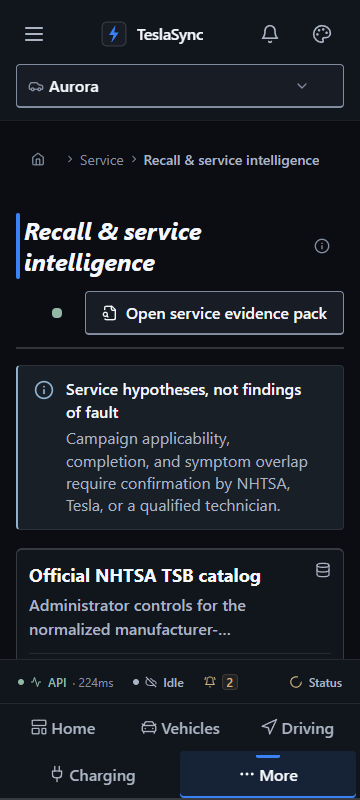 TeslaSync
Aurora
Service
Recall & service intelligence
Recall & service
intelligence
Open service evidence pack
Service hypotheses, not findings
of fault
Campaign applicability,
completion, and symptom overlap
require confirmation by NHTSA,
Tesla, or a qualified technician.
Official NHTSA TSB catalog
Administrator controls for the
normalized manufacturer-...
API · 224ms
Idle
2
Status
Home
Vehicles
Driving
Charging
More